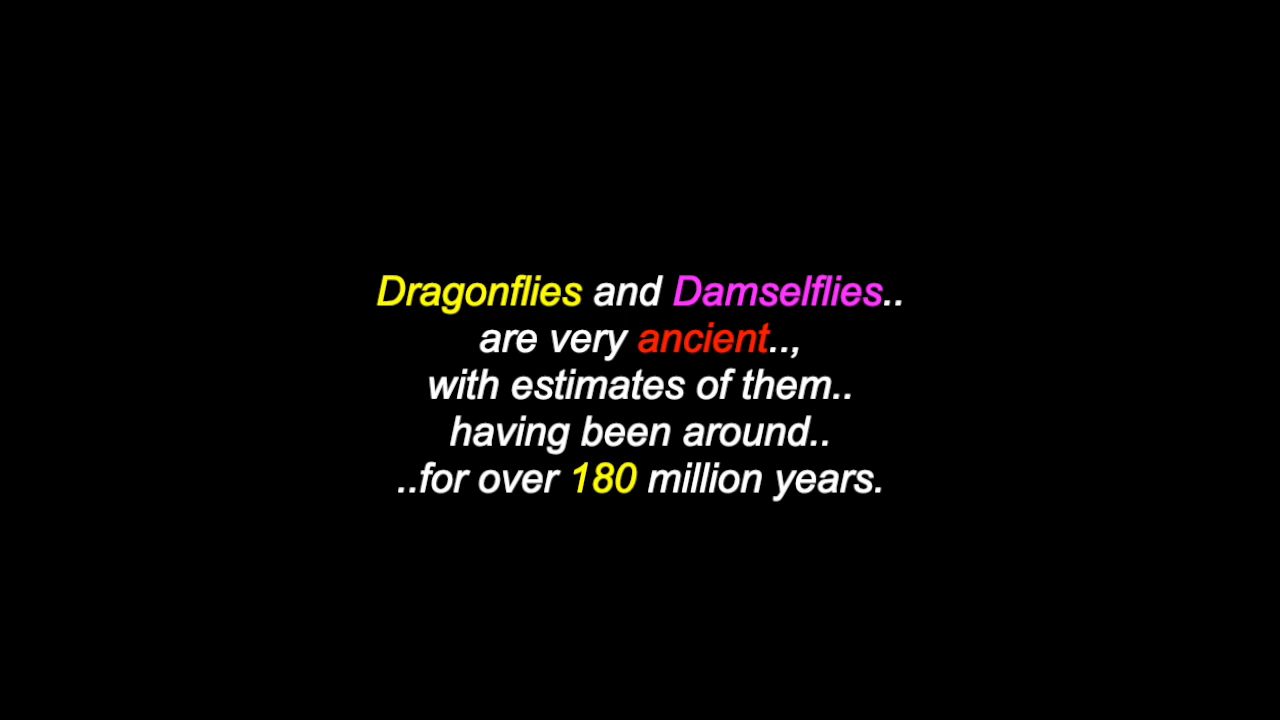 Dragonflies and Damselflies..
are very ancient..,
with estimates of them..
having been around..
..for over 180 million years.